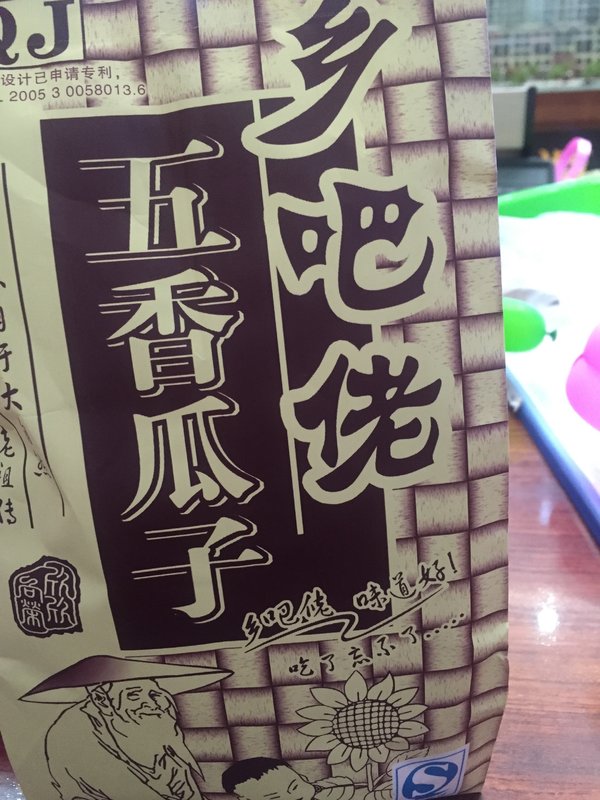 QJ
设计已申请专利,
2005 3 0058013.6
乡吧佬
五香瓜子
乡吧佬 味道好!
吃了忘不了......
S